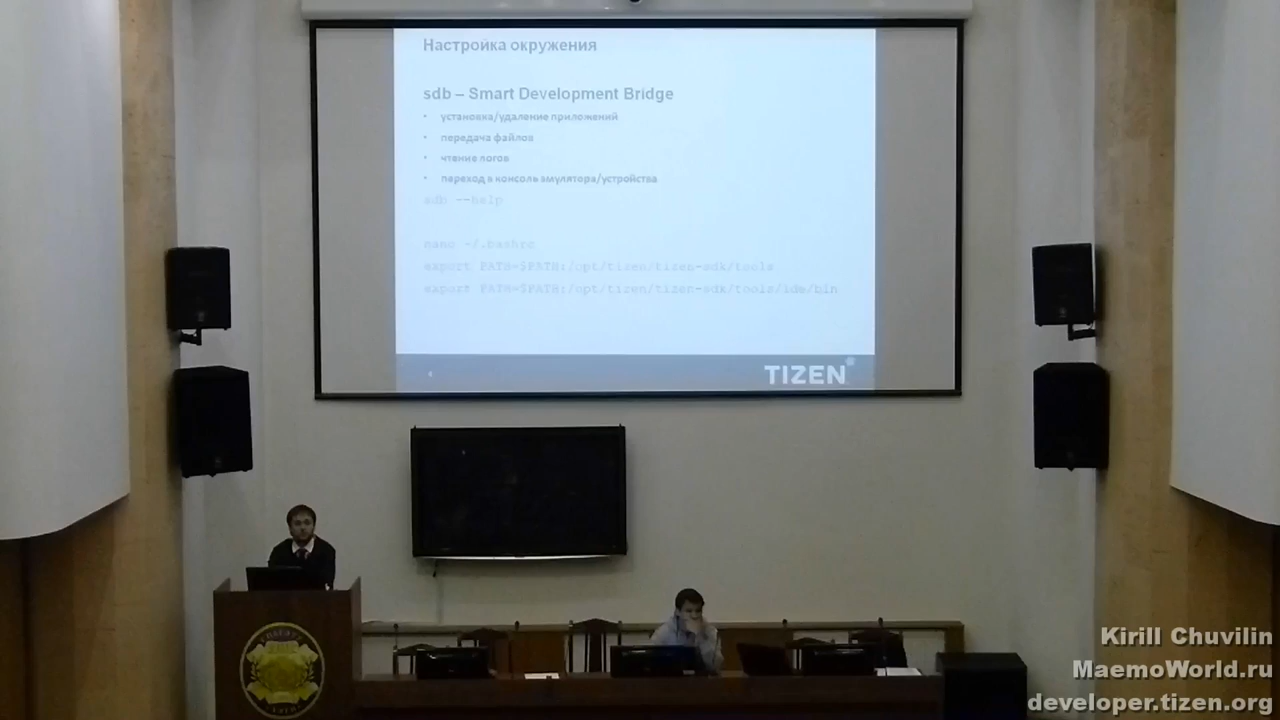 Настройка окружения
sdb – Smart Development Bridge
• установка/удаление приложений
• передача файлов
• чтение логов
• переход в консоль эмулятора/устройства
sdb --help
nano ~/.bashrc
export PATH=$PATH:/opt/tizen/tizen-sdk/tools
export PATH=$PATH:/opt/tizen/tizen-sdk/tools/ide/bin
TIZEN
Kirill Chuvilin
MaemoWorld.ru
developer.tizen.org